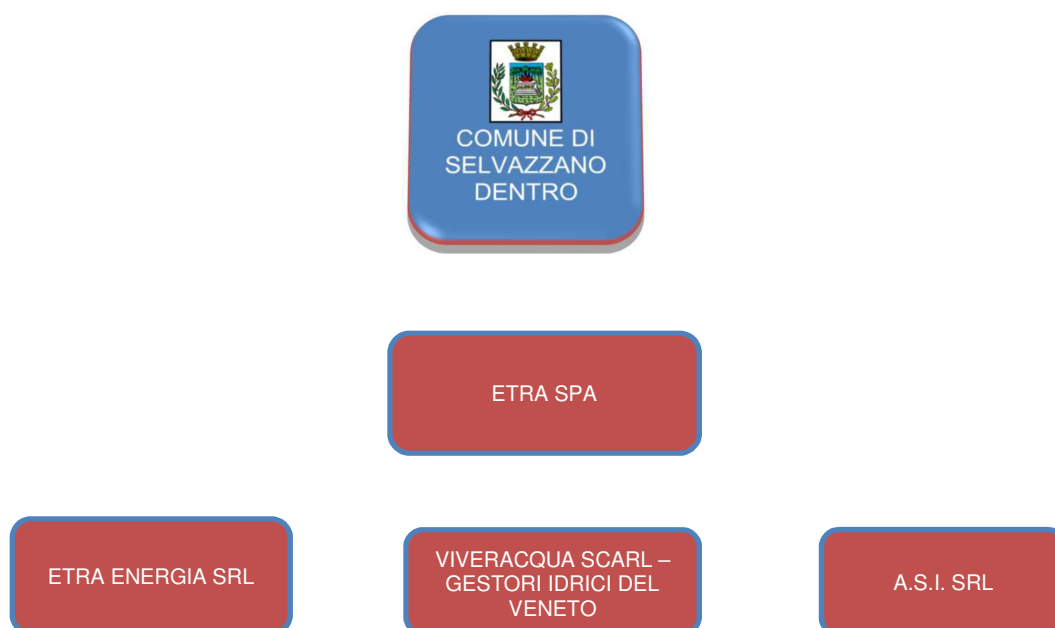 COMUNE DI
SELVAZZANO
DENTRO
ETRA SPA
ETRA ENERGIA SRL
VIVERACQUA SCARL –
GESTORI IDRICI DEL
VENETO
A.S.I. SRL